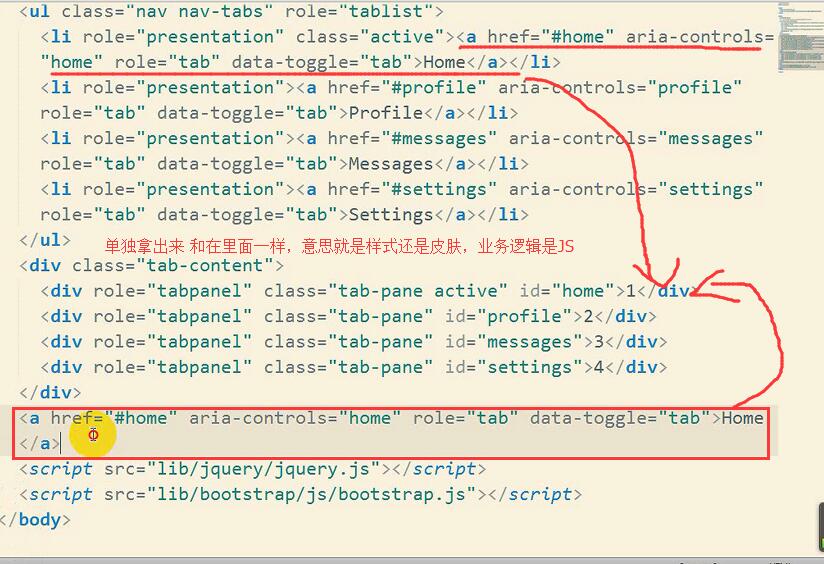 <ul class="nav nav-tabs" role="tablist">
<li role="presentation" class="active"><a href="#home" aria-controls=
"home" role="tab" data-toggle="tab">Home</a></li>
<li role="presentation"><a href="#profile" aria-controls="profile"
role="tab" data-toggle="tab">Profile</a></li>
<li role="presentation"><a href="#messages" aria-controls="messages"
role="tab" data-toggle="tab">Messages</a></li>
<li role="presentation"><a href="#settings" aria-controls="settings"
role="tab" data-toggle="tab">Settings</a></li>
</ul>
单独拿出来 和在里面一样，意思就是样式还是皮肤，业务逻辑是JS
<div class="tab-content">
<div role="tabpanel" class="tab-pane active" id="home">1</div>
<div role="tabpanel" class="tab-pane" id="profile">2</div>
<div role="tabpanel" class="tab-pane" id="messages">3</div>
<div role="tabpanel" class="tab-pane" id="settings">4</div>
</div>
<a href="#home" aria-controls="home" role="tab" data-toggle="tab">Home
</a>
<script src="lib/jquery/jquery.js"></script>
<script src="lib/bootstrap/js/bootstrap.js"></script>
</body>